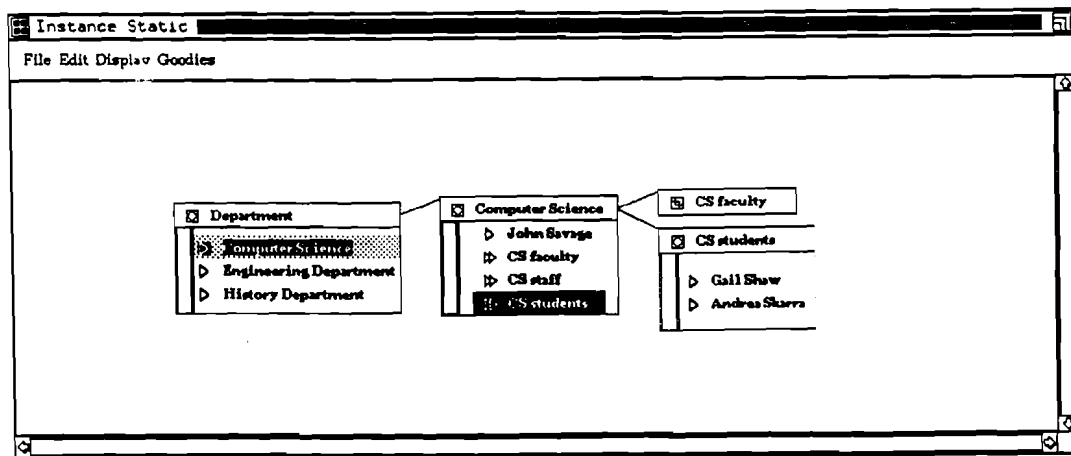 Instance Static
File Edit Display Goodies
Department
Computer Science
Engineering Department
History Department
Computer Science
John Savage
CS faculty
CS staff
CS students
CS faculty
CS students
Gail Shaw
Andrea Skarra